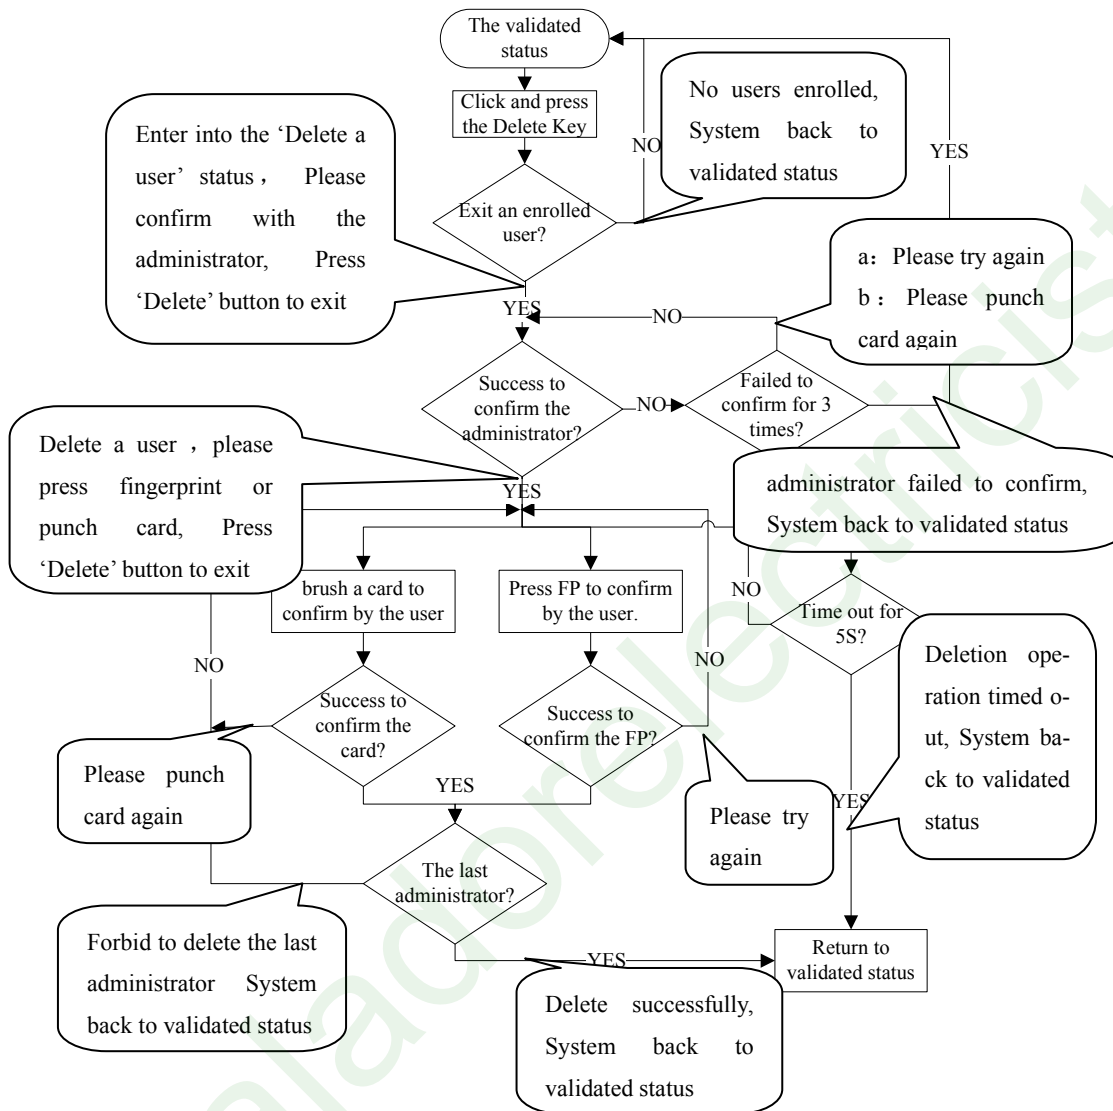 The validated
status
Click and press
the Delete Key
No users enrolled,
System back to
validated status
NO
YES
Enter into the ‘Delete a
user’ status， Please
confirm with the
administrator, Press
‘Delete’ button to exit
Exit an enrolled
user?
a：Please try again
b：Please punch
card again
YES
NO
Success to
confirm the
administrator?
NO
Failed to
confirm for 3
times?
Delete a user ，please
press fingerprint or
punch card, Press
‘Delete’ button to exit
YES
administrator failed to confirm,
System back to validated status
brush a card to
confirm by the user
Press FP to confirm
by the user.
NO
Time out for
5S?
NO
NO
Deletion ope-
ration timed o-
ut, System ba-
ck to validated
status
Success to
confirm the
card?
Success to
confirm the FP?
Please punch
card again
YES
YES
Please try
again
The last
administrator?
Forbid to delete the last
administrator System
back to validated status
YES
Return to
validated status
Delete successfully,
System back to
validated status
aladorelectricist